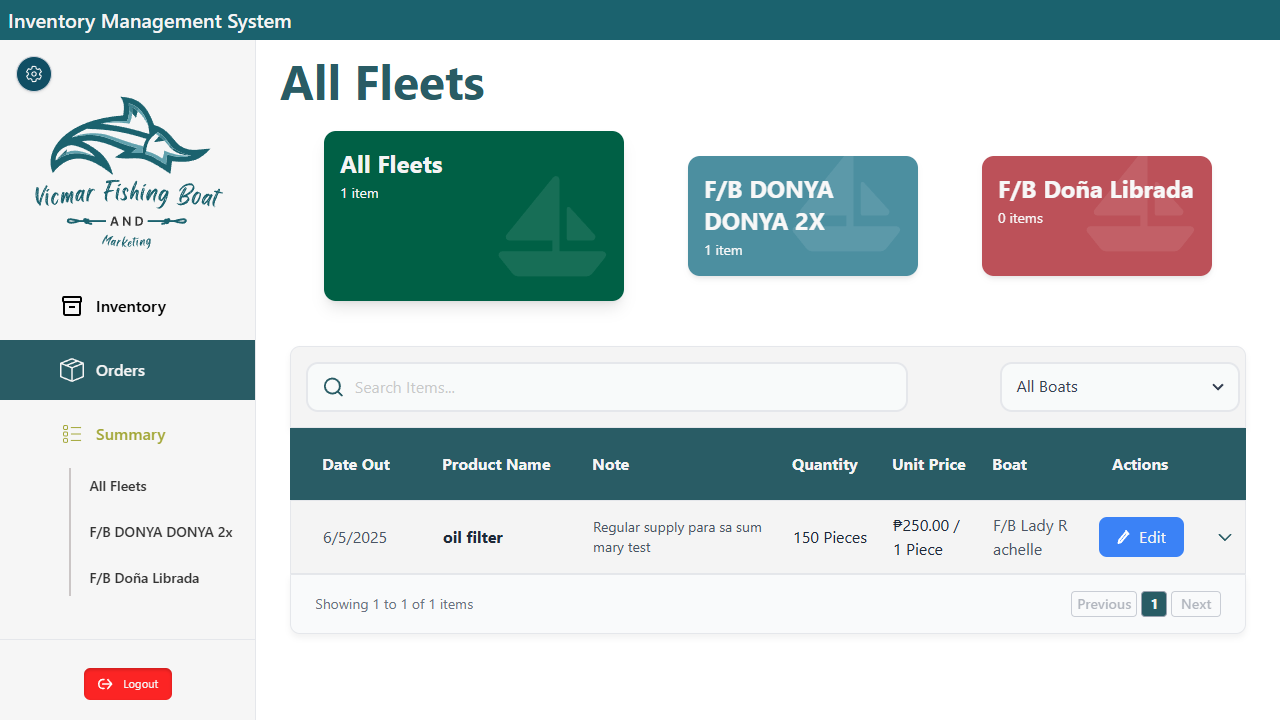 Inventory Management System
Vicmar Fishing Boat
AND
Marketing
Inventory
Orders
Summary
All Fleets
F/B DONYA DONYA 2x
F/B Doña Librada
Logout
All Fleets
All Fleets
1 item
F/B DONYA
DONYA 2X
1 item
F/B Doña Librada
0 items
Search Items...
All Boats
Date Out Product Name Note Quantity Unit Price Boat Actions
6/5/2025 oil filter Regular supply para sa sum
mary test 150 Pieces ₱250.00 /
1 Piece F/B Lady R
achelle Edit
Showing 1 to 1 of 1 items
Previous 1 Next